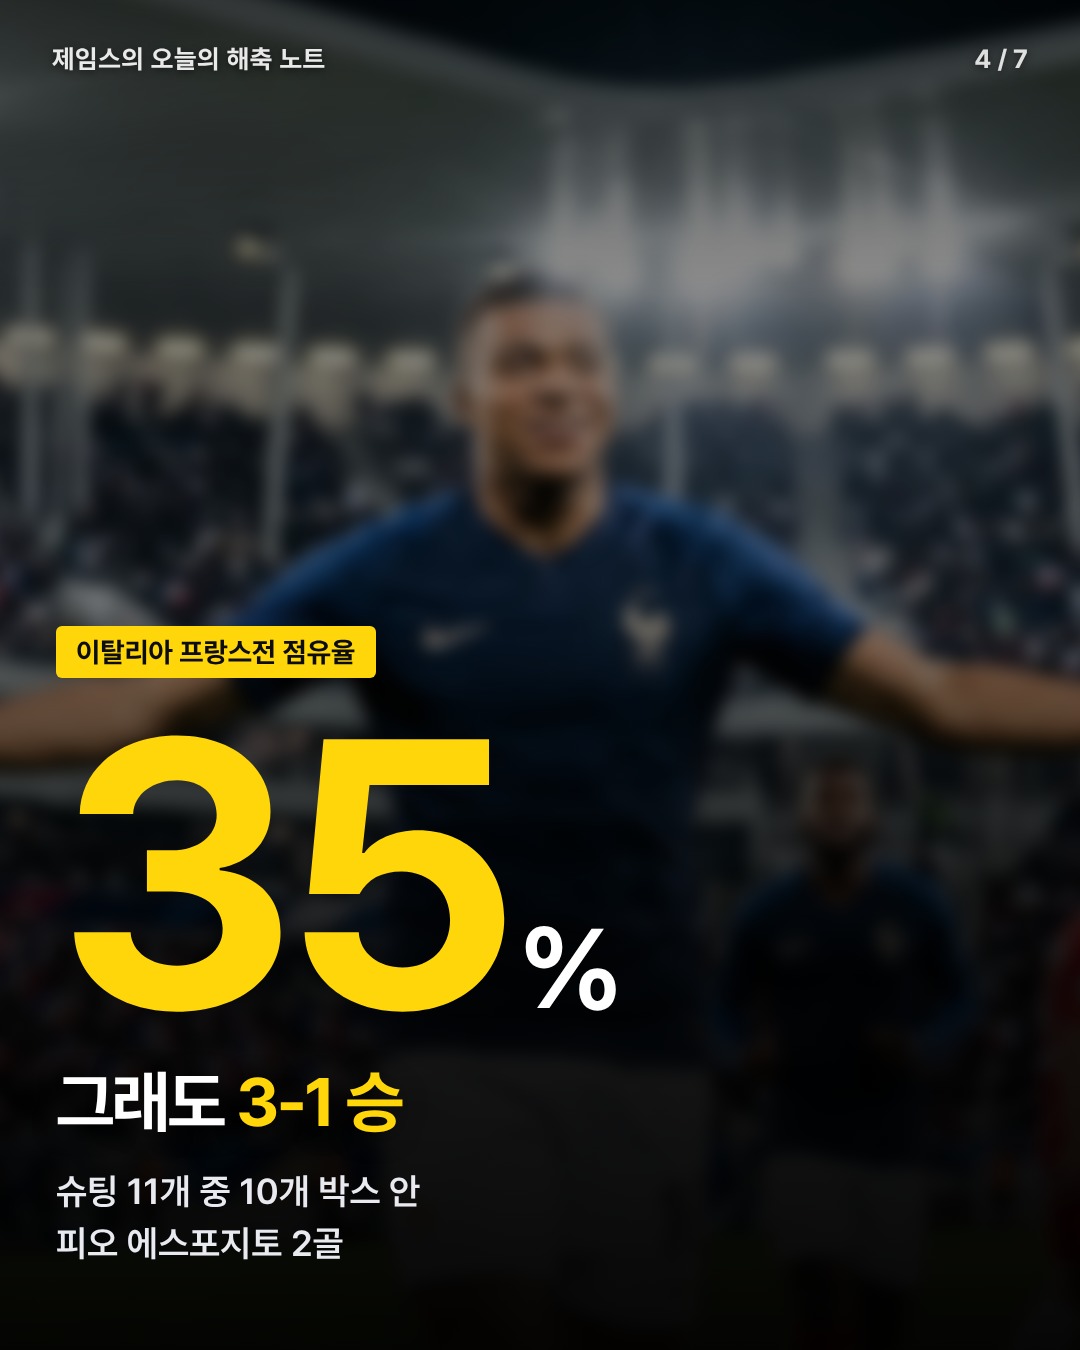 제임스의 오늘의 해축 노트
4 / 7
이탈리아 프랑스전 점유율
35%
그래도 3-1 승
슈팅 11개 중 10개 박스 안
피오 에스포지토 2골